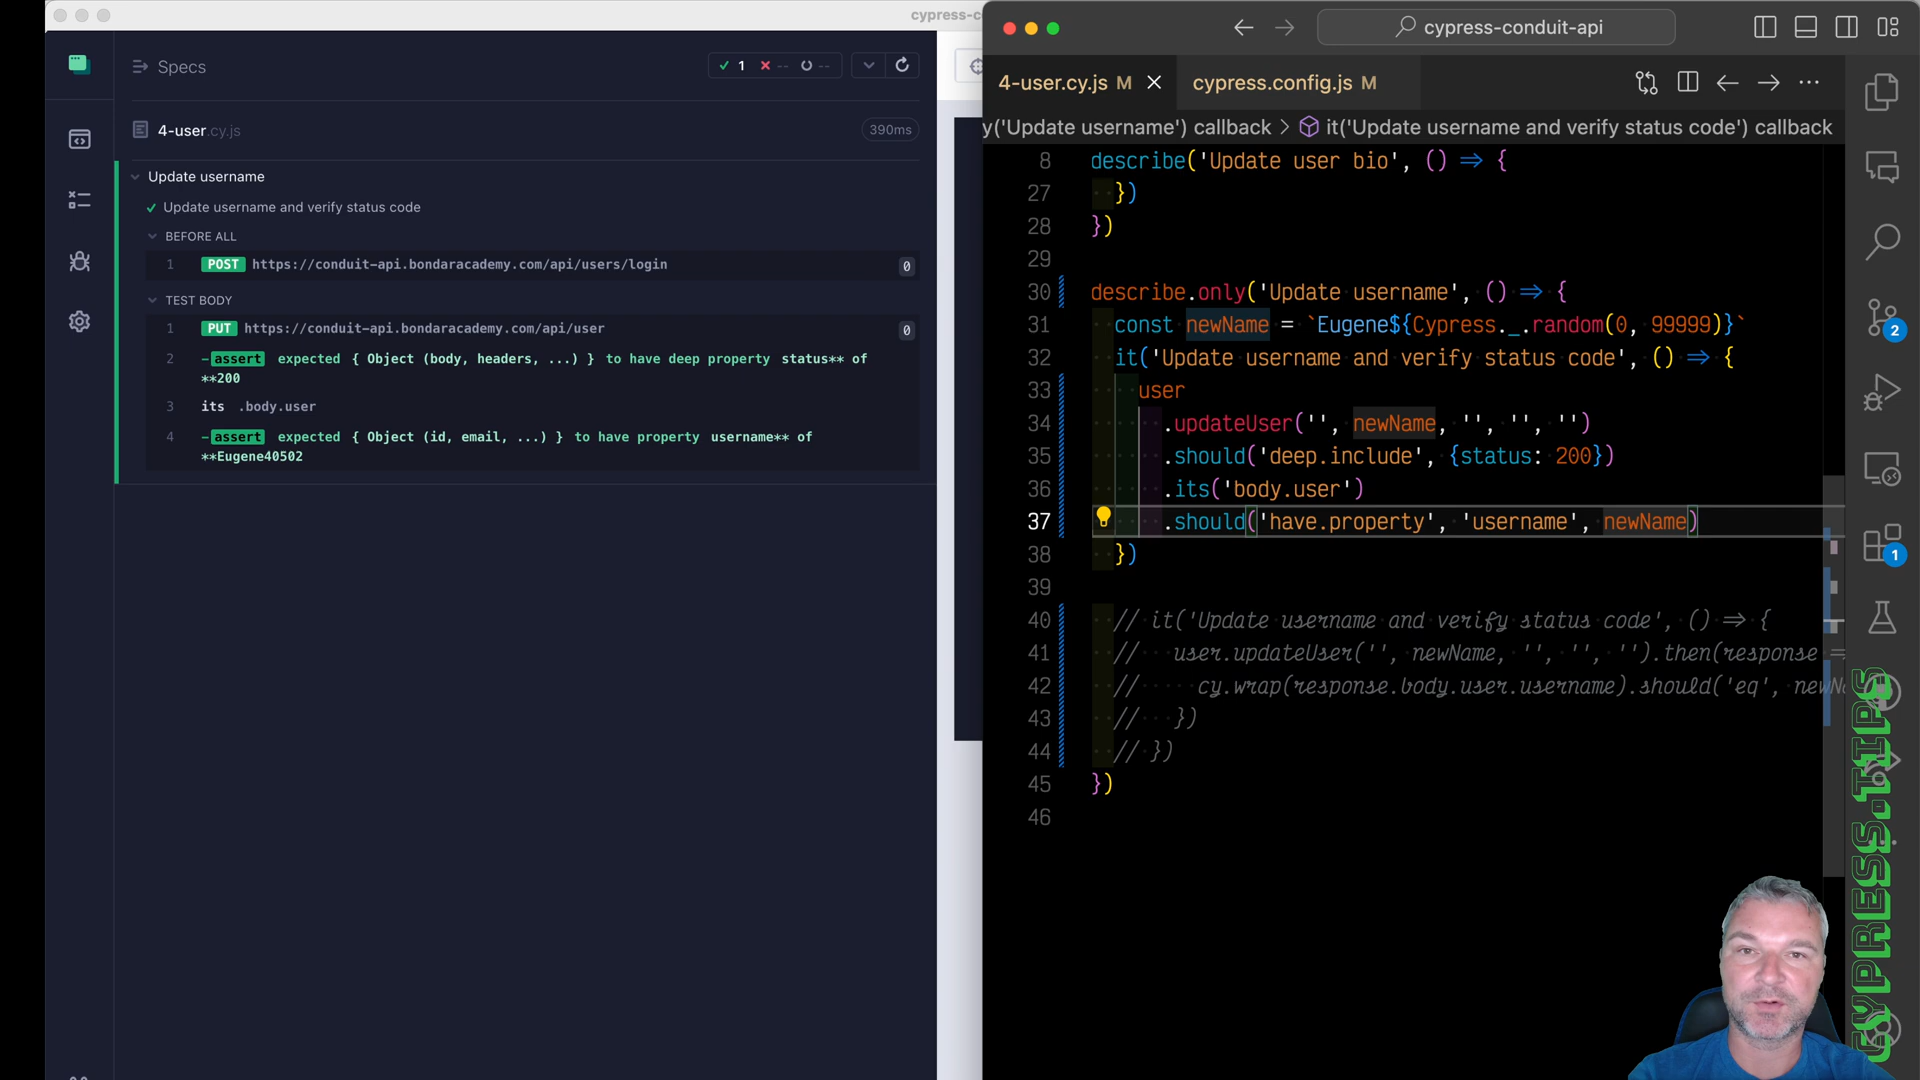 cypress-c
Specs
1 -- --
4-user.cy.js
390ms
Update username
Update username and verify status code
BEFORE ALL
1 POST https://conduit-api.bondaracademy.com/api/users/login 0
TEST BODY
1 PUT https://conduit-api.bondaracademy.com/api/user 0
2 -assert expected { Object (body, headers, ...) } to have deep property status** of
**200
3 its .body.user
4 -assert expected { Object (id, email, ...) } to have property username** of
**Eugene40502
cypress-conduit-api
4-user.cy.js M
cypress.config.js M
y('Update username') callback > it('Update username and verify status code') callback
8 describe('Update user bio', () => {
27 })
28 })
29
30 describe.only('Update username', () => {
31 const newName = `Eugene${Cypress._.random(0, 99999)}`
32 it('Update username and verify status code', () => {
33 user
34 .updateUser('', newName, '', '', '')
35 .should('deep.include', {status: 200})
36 .its('body.user')
37 .should('have.property', 'username', newName)
38 })
39
40 // it('Update username and verify status code', () => {
41 // user.updateUser('', newName, '', '', '').then(response =
42 // cy.wrap(response.body.user.username).should('eq', newN
43 // })
44 // })
45 })
46
2
1
CYPRESS.TIPS